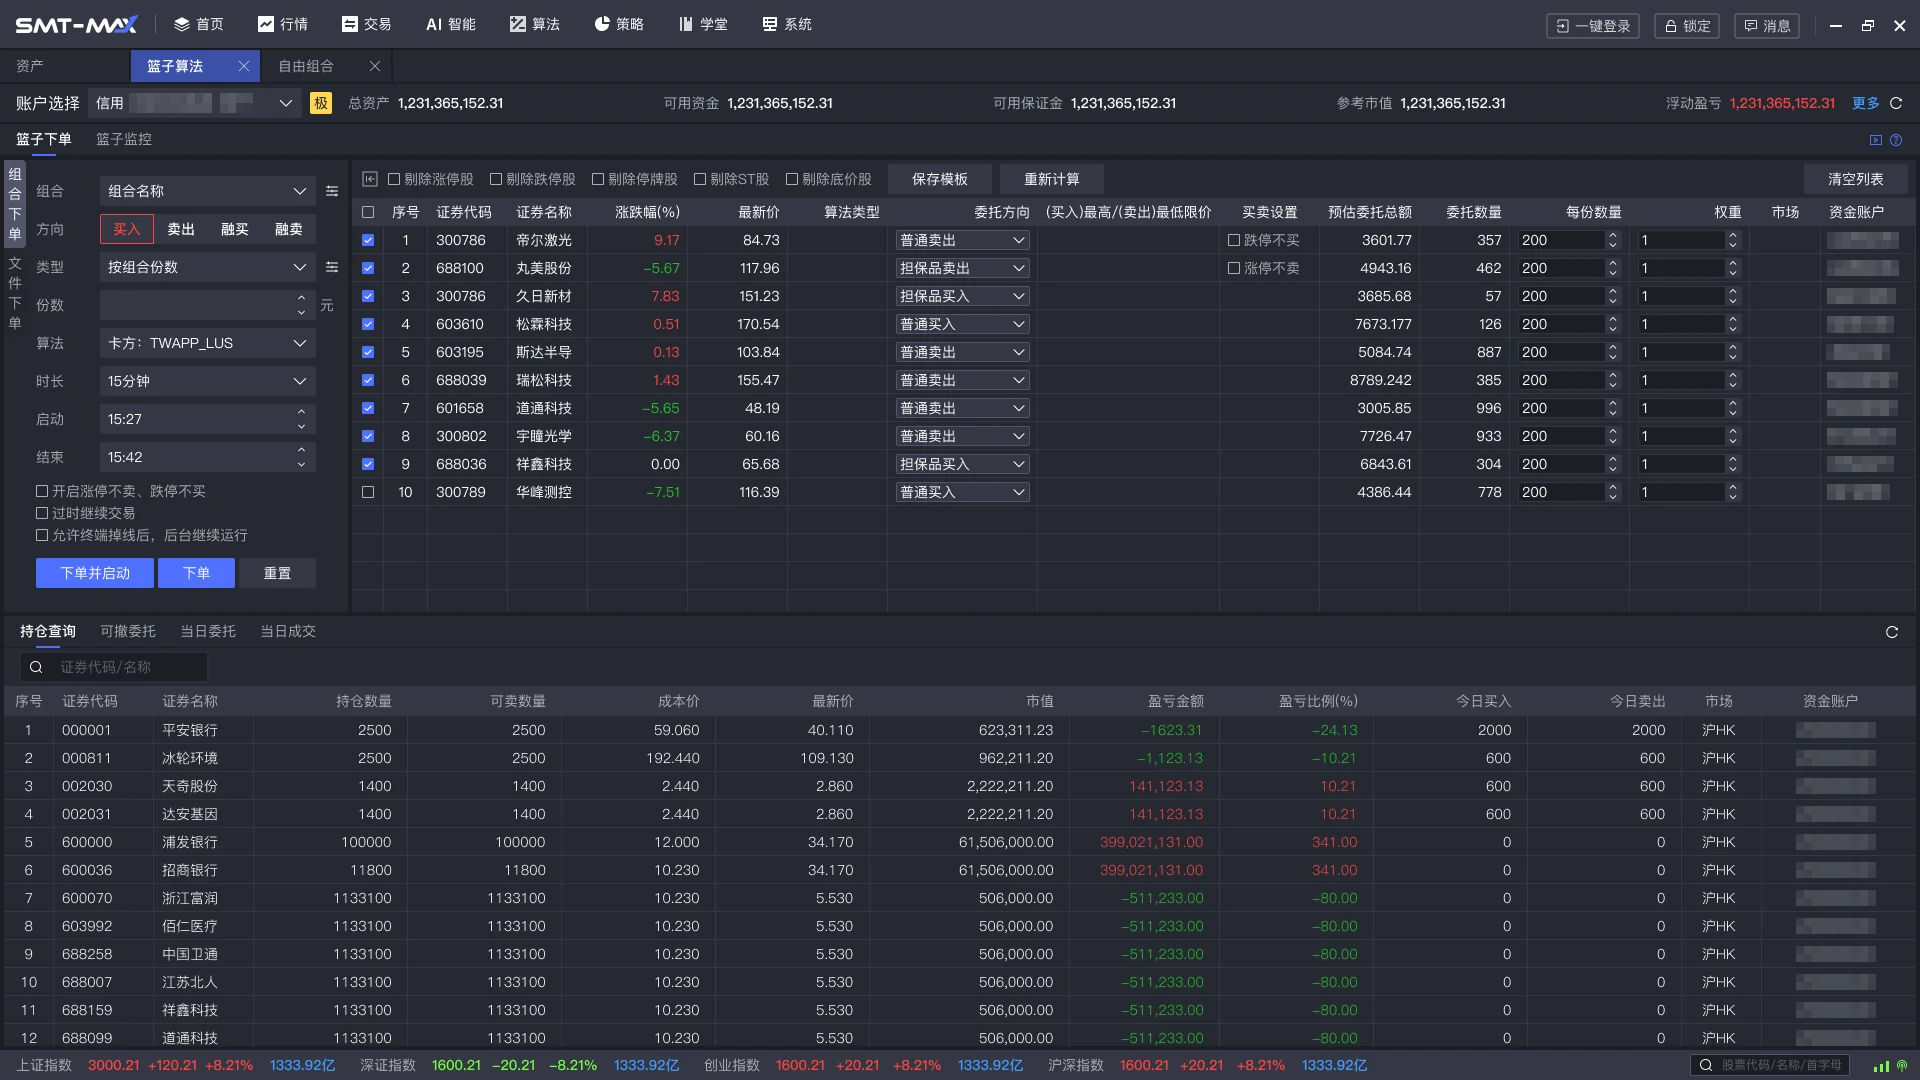 SMT-MAX 首页 行情 交易 AI 智能 算法 策略 学堂 系统 一键登录 锁定 消息
资产 篮子算法 自由组合
账户选择 信用 极 总资产 1,231,365,152.31 可用资金 1,231,365,152.31 可用保证金 1,231,365,152.31 参考市值 1,231,365,152.31 浮动盈亏 1,231,365,152.31 更多
篮子下单 篮子监控
组合下单
文件下单
组合 组合名称
方向 买入 卖出 融买 融卖
类型 按组合份数
份数 元
算法 卡方：TWAPP_LUS
时长 15分钟
启动 15:27
结束 15:42
开启涨停不卖、跌停不买
过时继续交易
允许终端掉线后，后台继续运行
下单并启动 下单 重置
剔除涨停股 剔除跌停股 剔除停牌股 剔除ST股 剔除底价股 保存模板 重新计算 清空列表
序号 证券代码 证券名称 涨跌幅(%) 最新价 算法类型 委托方向 (买入)最高/(卖出)最低限价 买卖设置 预估委托总额 委托数量 每份数量 权重 市场 资金账户
1 300786 帝尔激光 9.17 84.73 普通卖出 跌停不买 3601.77 357 200 1
2 688100 丸美股份 -5.67 117.96 担保品卖出 涨停不卖 4943.16 462 200 1
3 300786 久日新材 7.83 151.23 担保品买入 3685.68 57 200 1
4 603610 松霖科技 0.51 170.54 普通买入 7673.177 126 200 1
5 603195 斯达半导 0.13 103.84 普通卖出 5084.74 887 200 1
6 688039 瑞松科技 1.43 155.47 普通卖出 8789.242 385 200 1
7 601658 道通科技 -5.65 48.19 普通卖出 3005.85 996 200 1
8 300802 宇瞳光学 -6.37 60.16 普通卖出 7726.47 933 200 1
9 688036 祥鑫科技 0.00 65.68 担保品买入 6843.61 304 200 1
10 300789 华峰测控 -7.51 116.39 普通买入 4386.44 778 200 1
持仓查询 可撤委托 当日委托 当日成交
证券代码/名称
序号 证券代码 证券名称 持仓数量 可卖数量 成本价 最新价 市值 盈亏金额 盈亏比例(%) 今日买入 今日卖出 市场 资金账户
1 000001 平安银行 2500 2500 59.060 40.110 623,311.23 -1623.31 -24.13 2000 2000 沪HK
2 000811 冰轮环境 2500 2500 192.440 109.130 962,211.20 -1,123.13 -10.21 600 600 沪HK
3 002030 天奇股份 1400 1400 2.440 2.860 2,222,211.20 141,123.13 10.21 600 600 沪HK
4 002031 达安基因 1400 1400 2.440 2.860 2,222,211.20 141,123.13 10.21 600 600 沪HK
5 600000 浦发银行 100000 100000 12.000 34.170 61,506,000.00 399,021,131.00 341.00 0 0 沪HK
6 600036 招商银行 11800 11800 10.230 34.170 61,506,000.00 399,021,131.00 341.00 0 0 沪HK
7 600070 浙江富润 1133100 1133100 10.230 5.530 506,000.00 -511,233.00 -80.00 0 0 沪HK
8 603992 佰仁医疗 1133100 1133100 10.230 5.530 506,000.00 -511,233.00 -80.00 0 0 沪HK
9 688258 中国卫通 1133100 1133100 10.230 5.530 506,000.00 -511,233.00 -80.00 0 0 沪HK
10 688007 江苏北人 1133100 1133100 10.230 5.530 506,000.00 -511,233.00 -80.00 0 0 沪HK
11 688159 祥鑫科技 1133100 1133100 10.230 5.530 506,000.00 -511,233.00 -80.00 0 0 沪HK
12 688099 道通科技 1133100 1133100 10.230 5.530 506,000.00 -511,233.00 -80.00 0 0 沪HK
上证指数 3000.21 +120.21 +8.21% 1333.92亿 深证指数 1600.21 -20.21 -8.21% 1333.92亿 创业指数 1600.21 +20.21 +8.21% 1333.92亿 沪深指数 1600.21 +20.21 +8.21% 1333.92亿 股票代码/名称/首字母